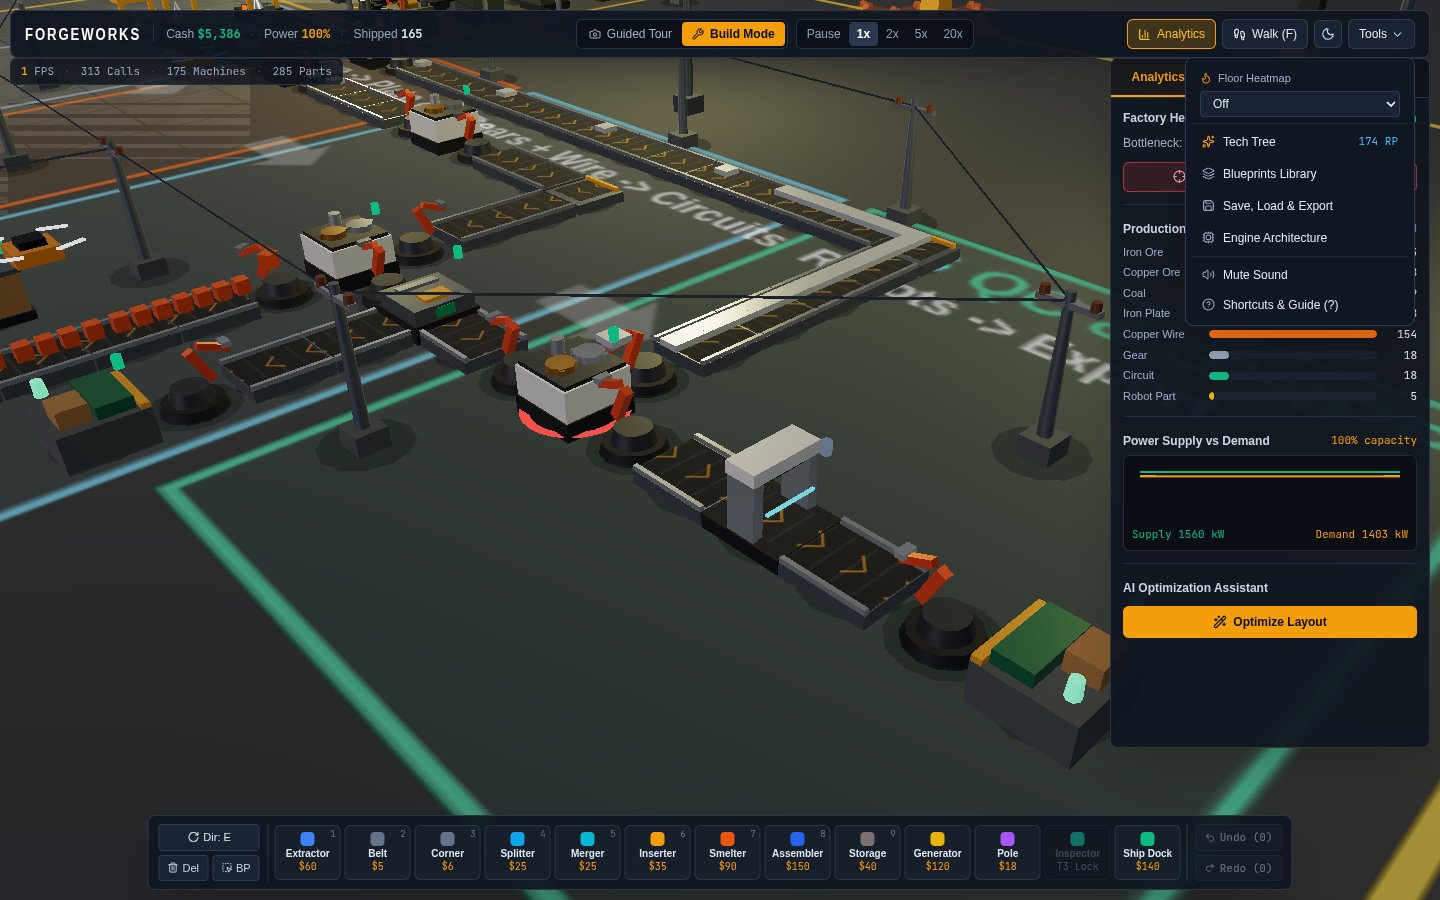 FORGEWORKS
Cash $5,386 · Power 100% · Shipped 165
Guided Tour
Build Mode
Pause 1x 2x 5x 20x
Analytics
Walk (F)
Tools
1 FPS · 313 Calls · 175 Machines · 285 Parts
Gears + Wire -> Circuits
Robots -> Exp
Analytics
Factory He
Bottleneck:
Floor Heatmap
Off
Tech Tree 174 RP
Blueprints Library
Save, Load & Export
Engine Architecture
Mute Sound
Shortcuts & Guide (?)
Production
Iron Ore
Copper Ore
Coal
Iron Plate
Copper Wire 154
Gear 18
Circuit 18
Robot Part 5
Power Supply vs Demand 100% capacity
Supply 1560 kW Demand 1403 kW
AI Optimization Assistant
Optimize Layout
Dir: E
Del
BP
1 Extractor $60
2 Belt $5
3 Corner $6
4 Splitter $25
5 Merger $25
6 Inserter $35
7 Smelter $90
8 Assembler $150
9 Storage $40
Generator $120
Pole $18
Inspector T3 Lock
Ship Dock $140
Undo (0)
Redo (0)